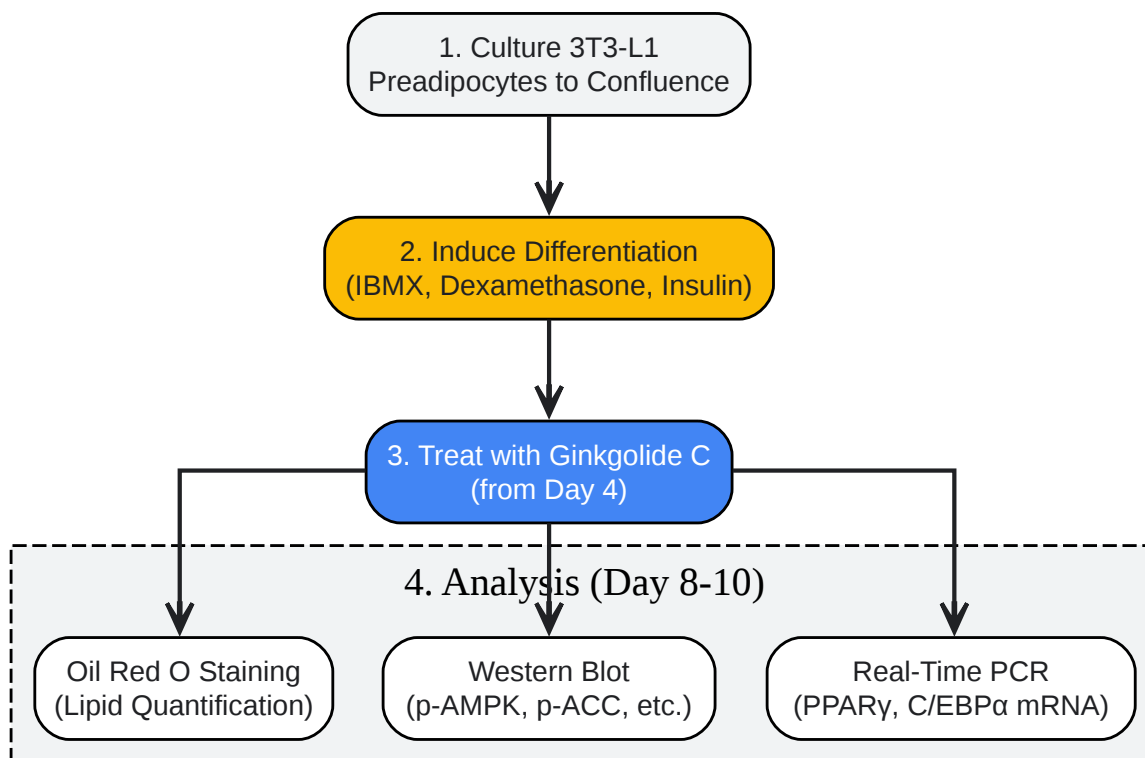 1. Culture 3T3-L1
Preadipocytes to Confluence
2. Induce Differentiation
(IBMX, Dexamethasone, Insulin)
3. Treat with Ginkgolide C
(from Day 4)
4. Analysis (Day 8-10)
Oil Red O Staining
(Lipid Quantification)
Western Blot
(p-AMPK, p-ACC, etc.)
Real-Time PCR
(PPARγ, C/EBPα mRNA)